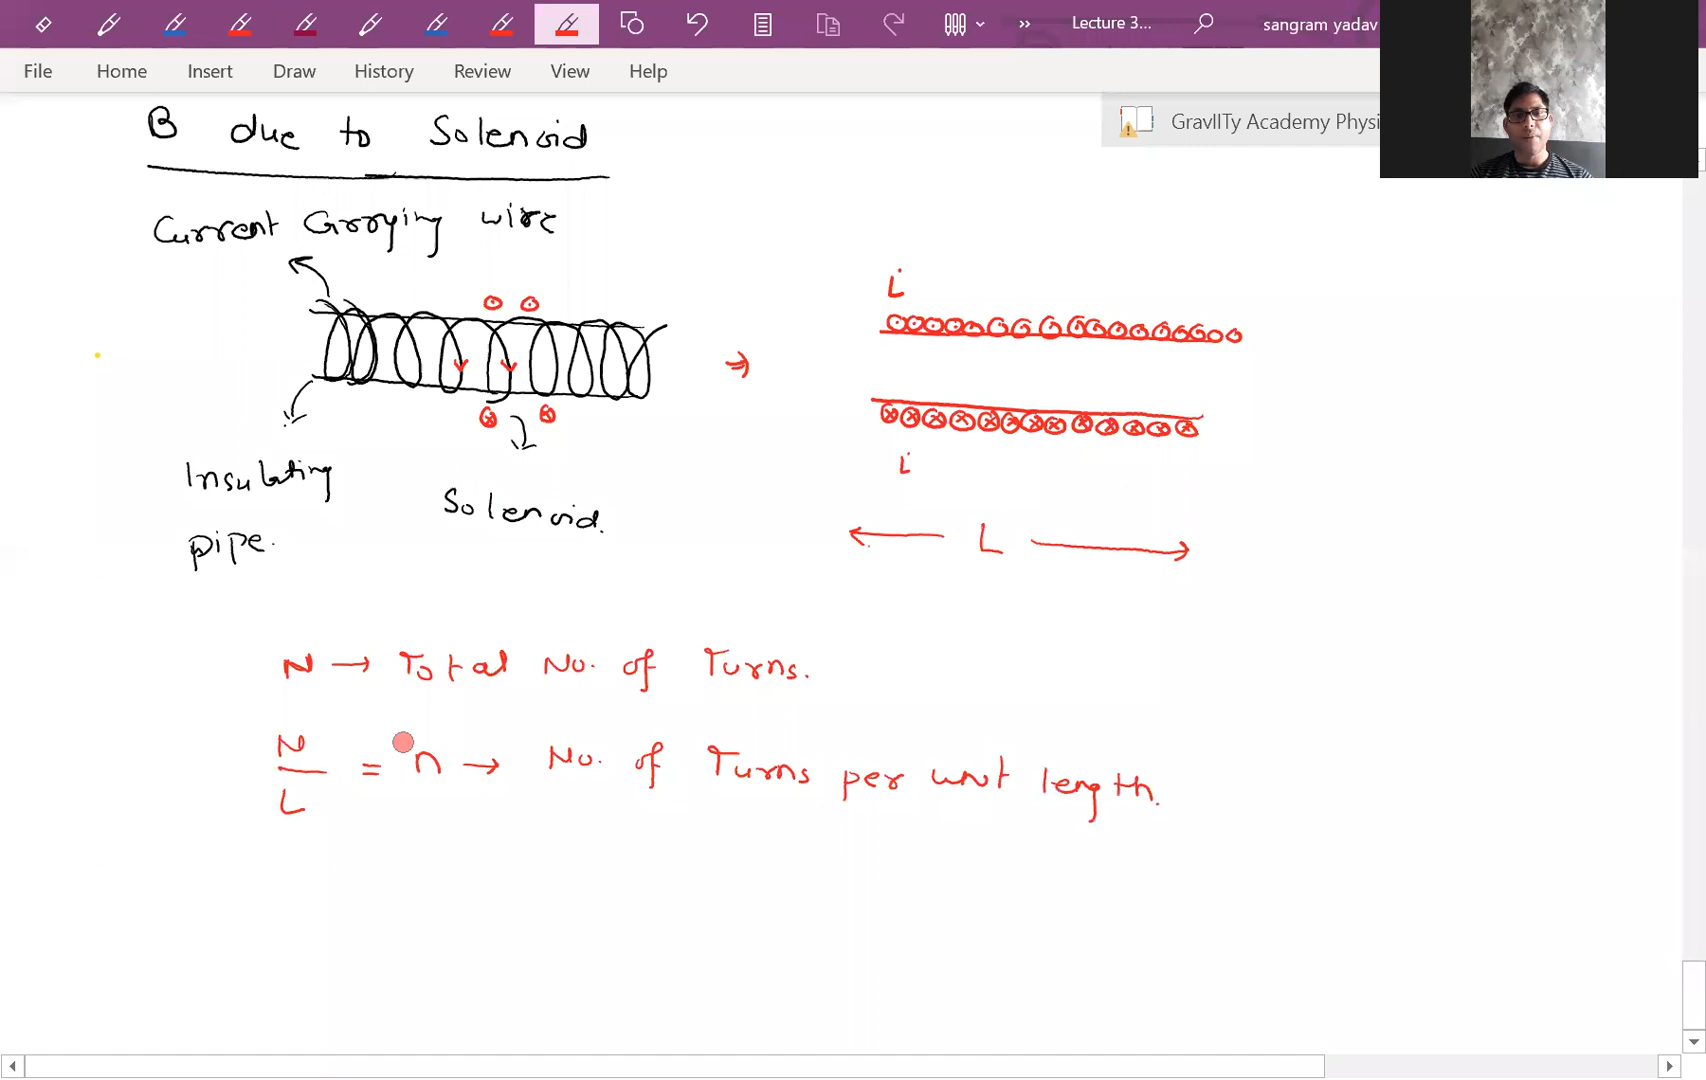 Lecture 3...
sangram yadav
File Home Insert Draw History Review View Help
GravIITy Academy Physi
B due to Solenoid
Current Carrying wire
i
Insulating
pipe.
Solenoid.
i
L
N → Total No. of Turns.
N
L
= n → No. of Turns per unit length.